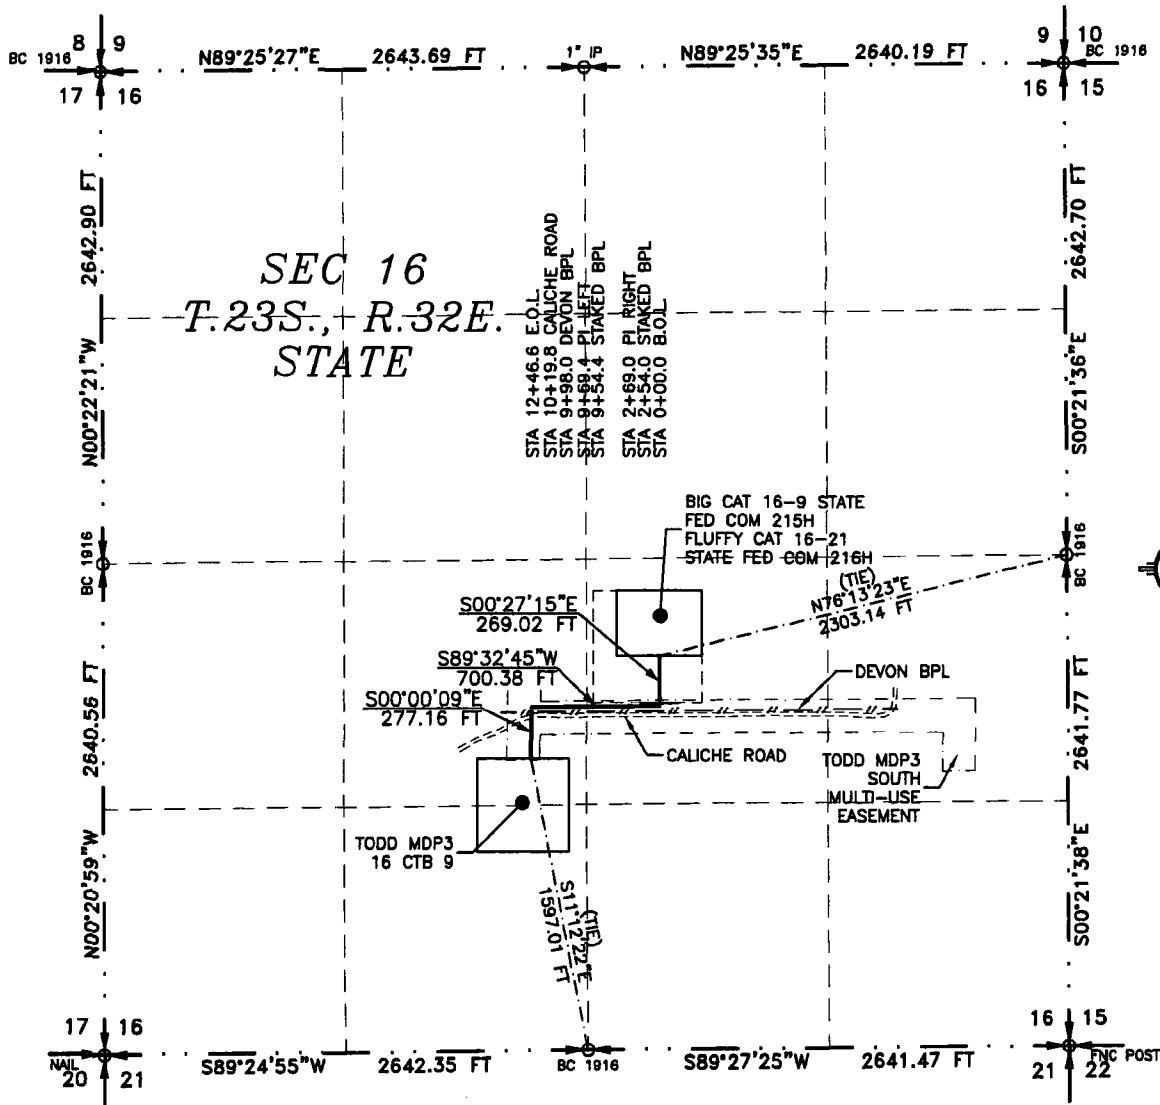 8 9
BC 1916
17 16
N89°25'27"E 2643.69 FT
1" IP
N89°25'35"E 2640.19 FT
9 10
BC 1916
16 15
N00°22'21"W 2642.90 FT
SEC 16
T.23S., R.32E.
STATE
STA 12+46.6 E.O.L.
STA 10+19.8 CALICHE ROAD
STA 9+98.0 DEVON BPL
STA 9+69.4 PI LEFT
STA 9+54.4 STAKED BPL
STA 2+69.0 PI RIGHT
STA 2+54.0 STAKED BPL
STA 0+00.0 B.O.L.
S00°21'36"E 2642.70 FT
BIG CAT 16-9 STATE
FED COM 215H
FLUFFY CAT 16-21
STATE FED COM 216H
BC 1916
BC 1916
(TIE)
N76°13'23"E
2303.14 FT
S00°27'15"E
269.02 FT
S89°32'45"W
700.38 FT
S00°00'09"E
277.16 FT
DEVON BPL
CALICHE ROAD
TODD MDP3
SOUTH
MULTI-USE
EASEMENT
TODD MDP3
16 CTB 9
N00°20'59"W 2640.56 FT
S00°21'38"E 2641.77 FT
(TIE)
S11°12'22"E
1597.01 FT
17 16
NAIL
20 21
S89°24'55"W 2642.35 FT
BC 1916
S89°27'25"W 2641.47 FT
16 15
FNC POST
21 22